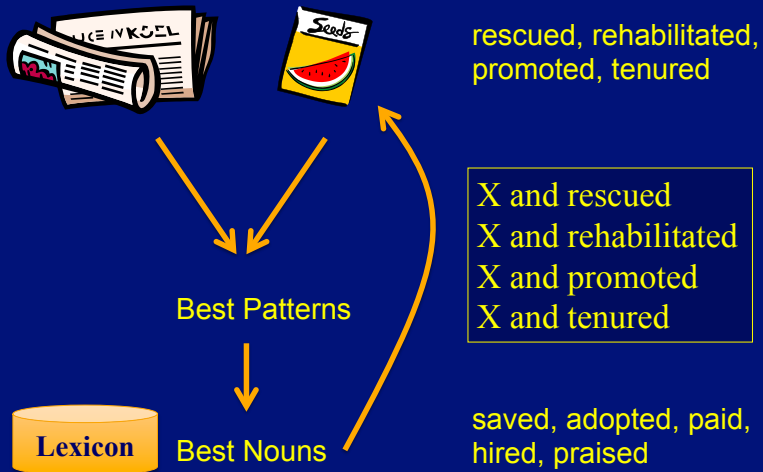 Seeds
rescued, rehabilitated,
promoted, tenured
X and rescued
X and rehabilitated
X and promoted
X and tenured
Best Patterns
Lexicon
Best Nouns
saved, adopted, paid,
hired, praised